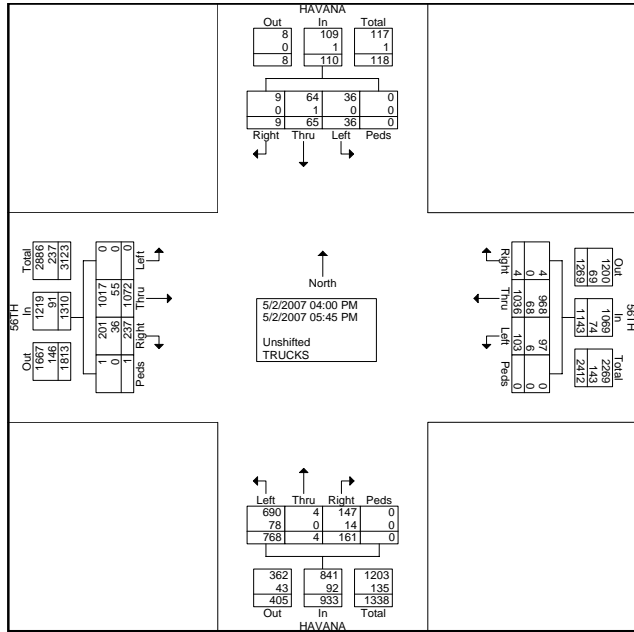 HAVANA
Out In Total
8 109 117
0 1 1
8 110 118
9 64 36 0
0 1 0 0
9 65 36 0
Right Thru Left Peds
56TH
Total In Out
2886 1219 1667
237 91 146
3123 1310 1813
0 1017 201 1
0 55 36 0
0 1072 237 1
Left Thru Right Peds
North
5/2/2007 04:00 PM
5/2/2007 05:45 PM
Unshifted
TRUCKS
Right Thru Left Peds
4 1036 103 0
0 68 6 0
4 968 97 0
Out In Total
1269 1143 2412
69 74 143
1200 1069 2269
56TH
Left Thru Right Peds
690 4 147 0
78 0 14 0
768 4 161 0
362 841 1203
43 92 135
405 933 1338
Out In Total
HAVANA